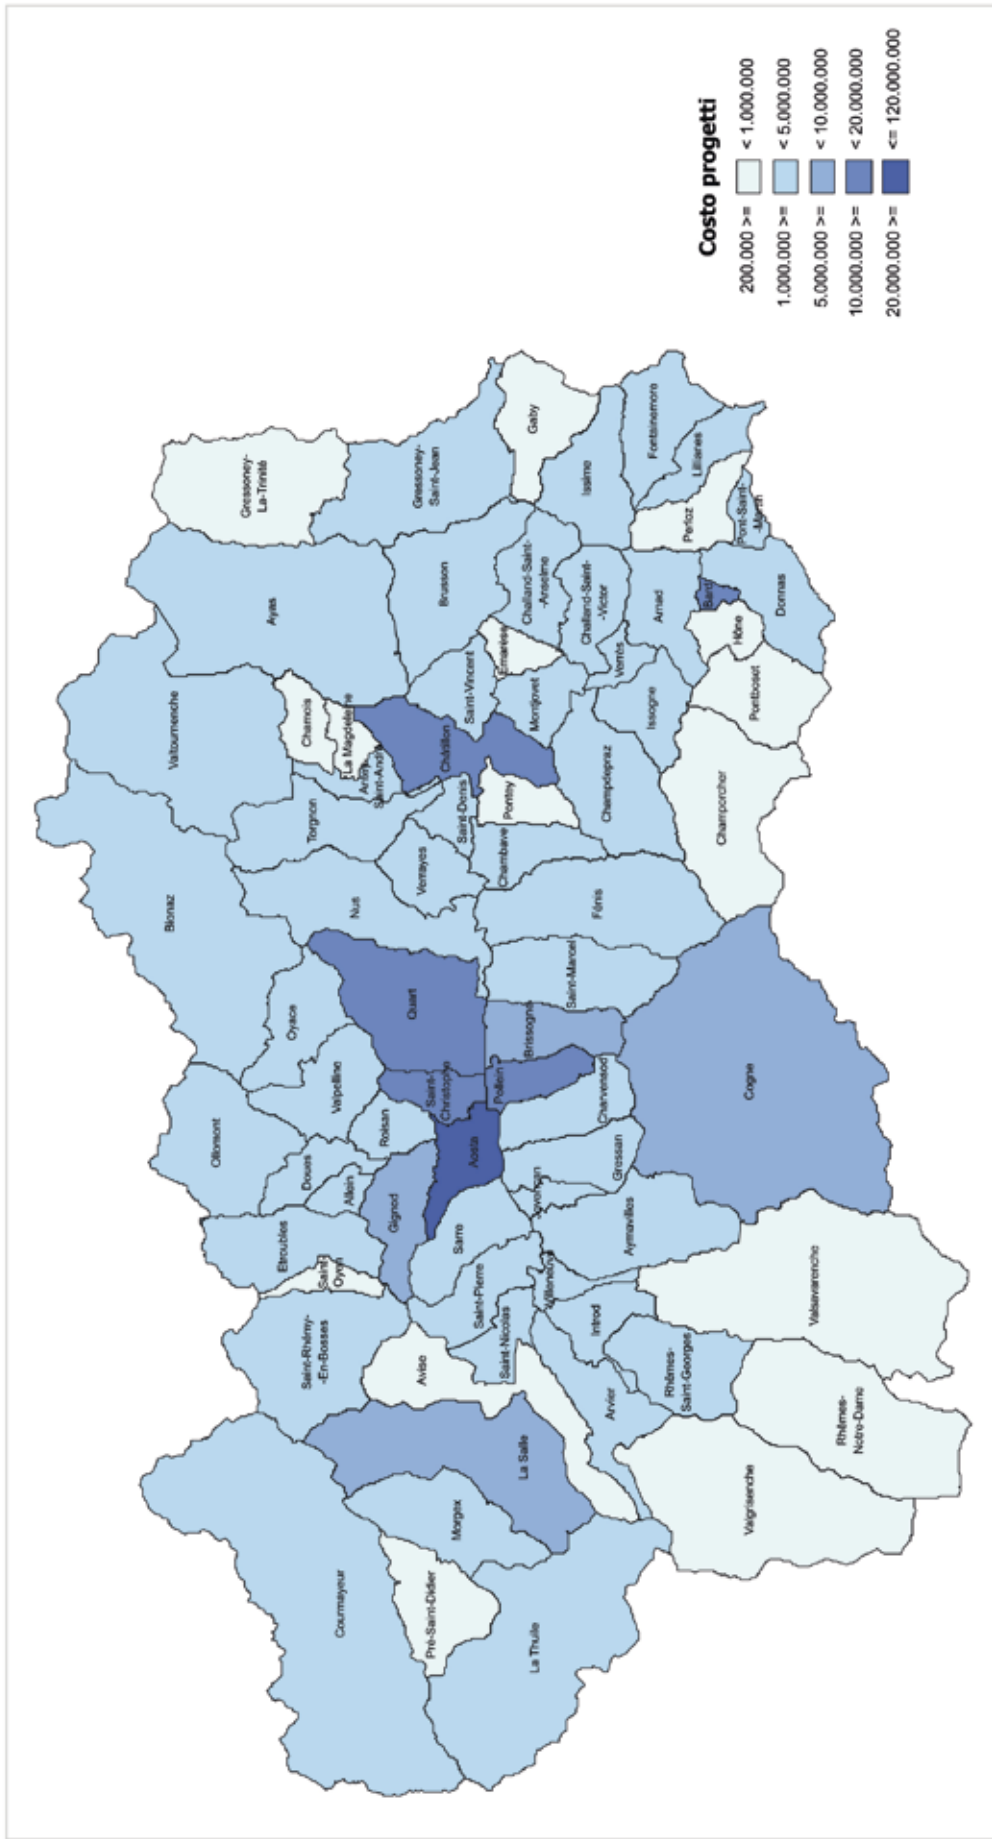 Costo progetti
200.000 >= < 1.000.000
1.000.000 >= < 5.000.000
5.000.000 >= < 10.000.000
10.000.000 >= < 20.000.000
20.000.000 >= <= 120.000.000
Courmayeur
Pré-Saint-Didier
La Thuile
Morgex
La Salle
Saint-Rhémy-
-En-Bosses
Avise
Arvier
Valgrisenche
Rhêmes-
Notre-Dame
Rhêmes-
Saint-Georges
Introd
Valsavarenche
Saint-Nicolas
Saint-Pierre
Villeneuve
Sarre
Aymavilles
Saint-
Oyen
Etroubles
Gignod
Allein
Doues
Ollomont
Roisan
Valpelline
Oyace
Bionaz
Aosta
Gressan
Charvensod
Cogne
Saint-
Christophe
Pollein
Quart
Brissogne
Saint-Marcel
Nus
Fénis
Verrayes
Saint-Denis
Chambave
Torgnon
Valtournenche
Chamois
La Magdeleine
Antey-
Saint-André
Châtillon
Pontey
Champdepraz
Champorcher
Saint-Vincent
Emarèse
Montjovet
Ayas
Brusson
Challand-Saint-
-Anselme
Challand-Saint-
-Victor
Verrès
Issogne
Arnad
Pontboset
Hône
Bard
Donnas
Gressoney-
La-Trinité
Gressoney-
Saint-Jean
Gaby
Issime
Fontainemore
Lillianes
Perloz
Pont-Saint-
-Martin